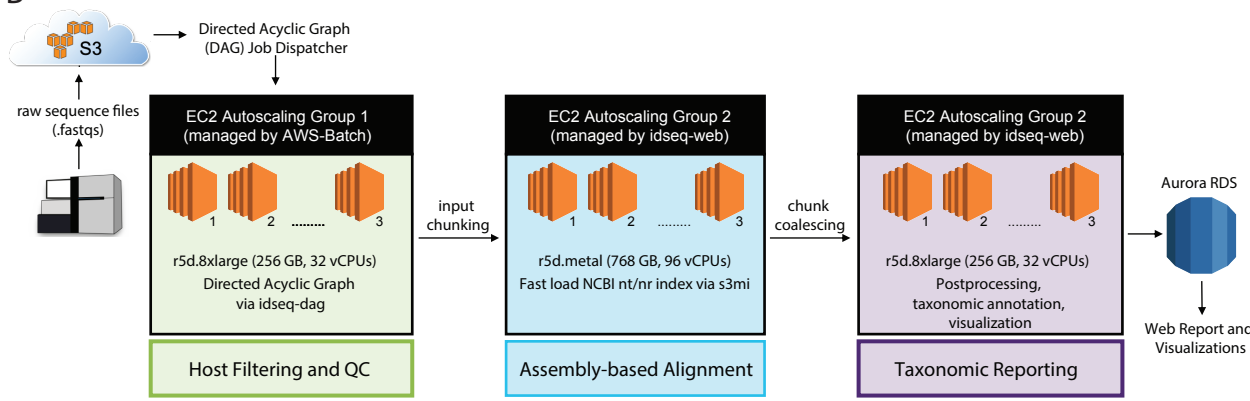 S3
Directed Acyclic Graph
(DAG) Job Dispatcher
raw sequence files
(.fastqs)
EC2 Autoscaling Group 1
(managed by AWS-Batch)
1
2
.........
3
r5d.8xlarge (256 GB, 32 vCPUs)
Directed Acyclic Graph
via idseq-dag
Host Filtering and QC
input
chunking
EC2 Autoscaling Group 2
(managed by idseq-web)
1
2
.........
3
r5d.metal (768 GB, 96 vCPUs)
Fast load NCBI nt/nr index via s3mi
Assembly-based Alignment
chunk
coalescing
EC2 Autoscaling Group 2
(managed by idseq-web)
1
2
.........
3
r5d.8xlarge (256 GB, 32 vCPUs)
Postprocessing,
taxonomic annotation,
visualization
Taxonomic Reporting
Aurora RDS
Web Report and
Visualizations